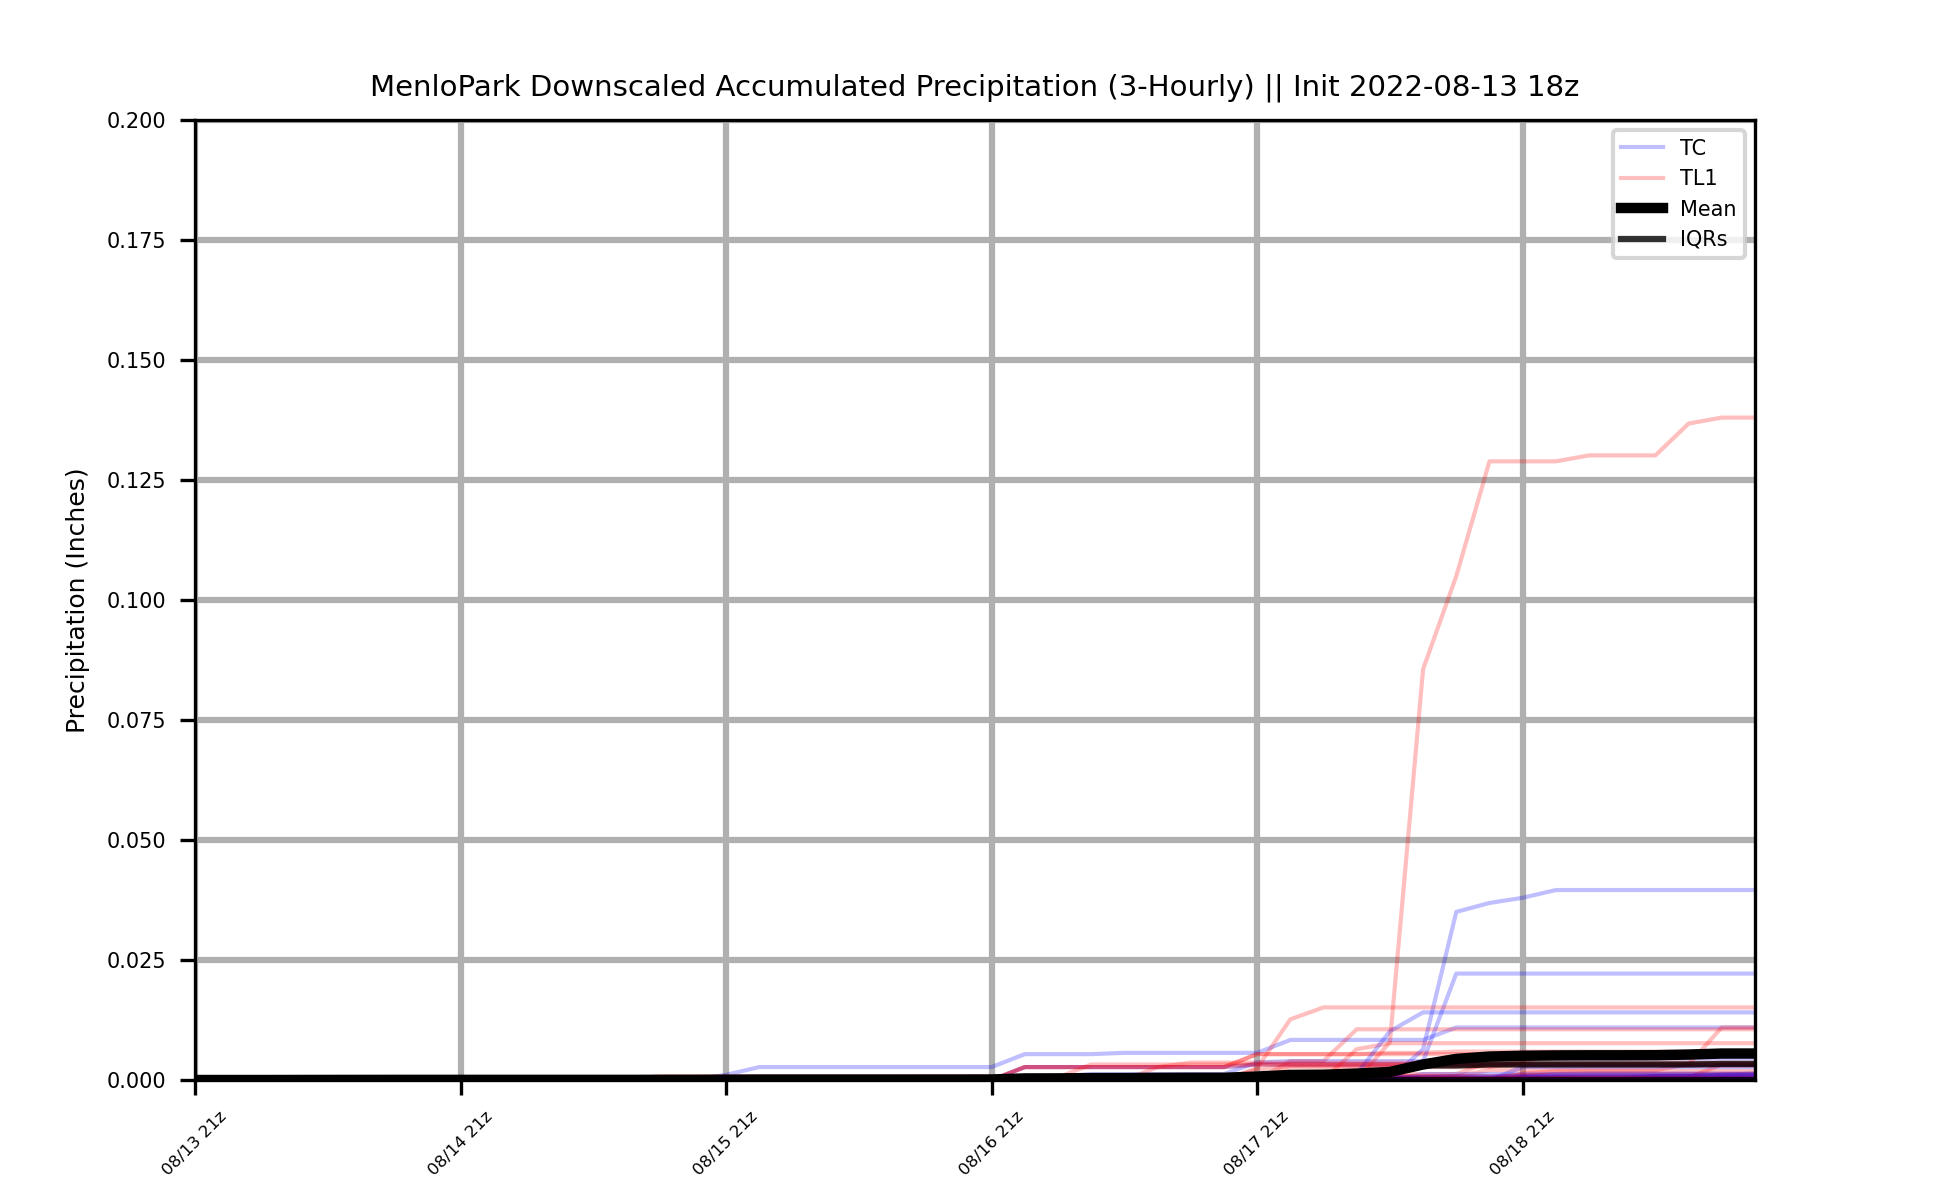 MenloPark Downscaled Accumulated Precipitation (3-Hourly) || Init 2022-08-13 18z
0.200
0.175
0.150
0.125
0.100
0.075
0.050
0.025
0.000
Precipitation (Inches)
TC
TL1
Mean
IQRs
08/13 21z
08/14 21z
08/15 21z
08/16 21z
08/17 21z
08/18 21z